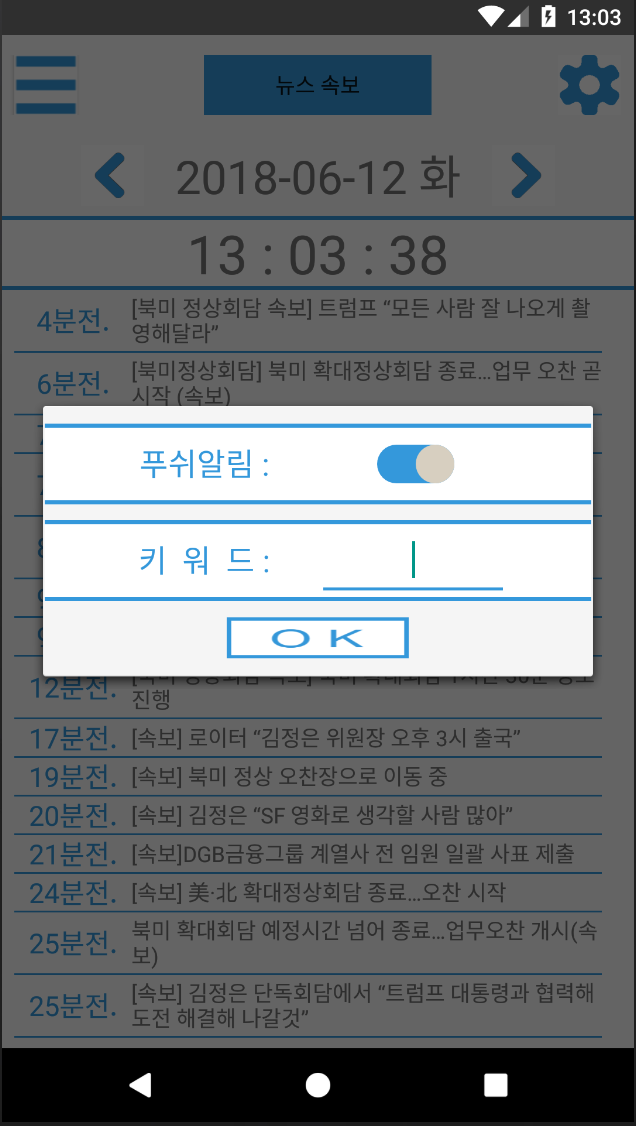 13:03
뉴스 속보
2018-06-12 화
13 : 03 : 38
4분전.
[북미 정상회담 속보] 트럼프 “모든 사람 잘 나오게 촬
영해달라”
6분전.
[북미정상회담] 북미 확대정상회담 종료…업무 오찬 곧
시작 (속보)
푸쉬알림 :
키 워 드 :
O K
12분전.
진행
17분전.
[속보] 로이터 “김정은 위원장 오후 3시 출국”
19분전.
[속보] 북미 정상 오찬장으로 이동 중
20분전.
[속보] 김정은 “SF 영화로 생각할 사람 많아”
21분전.
[속보]DGB금융그룹 계열사 전 임원 일괄 사표 제출
24분전.
[속보] 美·北 확대정상회담 종료…오찬 시작
25분전.
북미 확대회담 예정시간 넘어 종료…업무오찬 개시(속
보)
25분전.
[속보] 김정은 단독회담에서 “트럼프 대통령과 협력해
도전 해결해 나갈것”